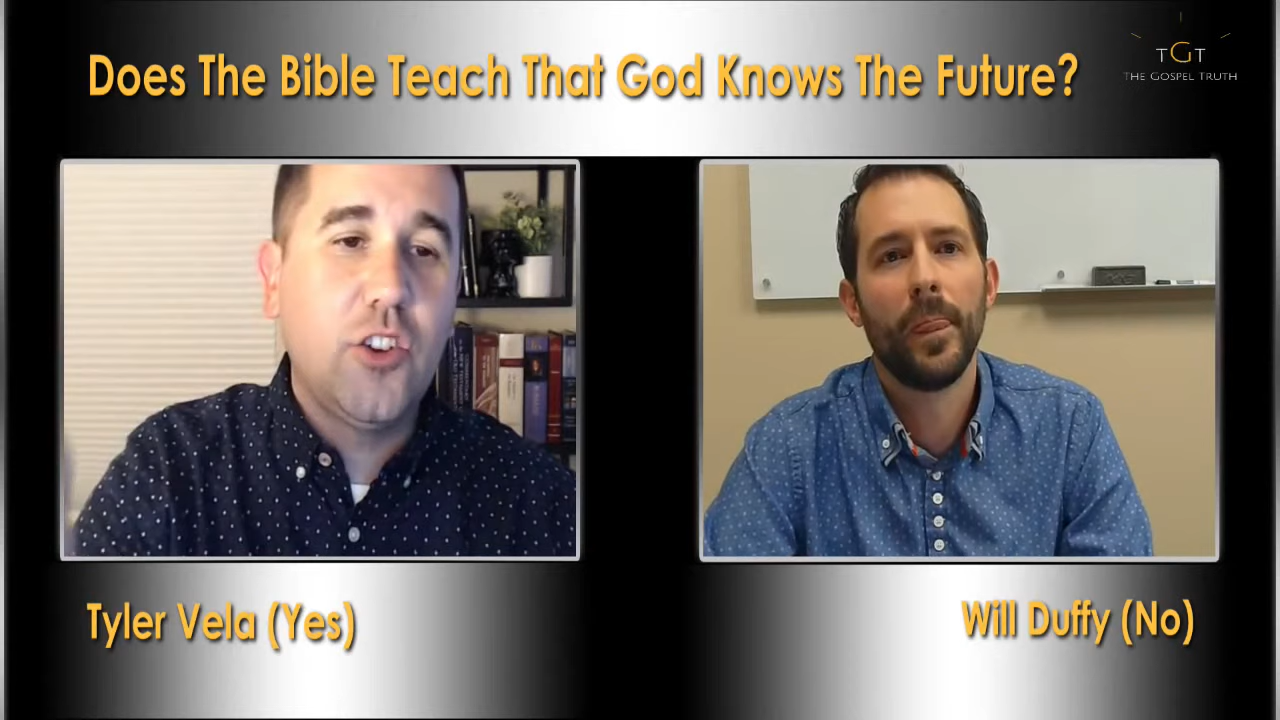 Does The Bible Teach That God Knows The Future?
TGT
THE GOSPEL TRUTH
Tyler Vela (Yes)
Will Duffy (No)